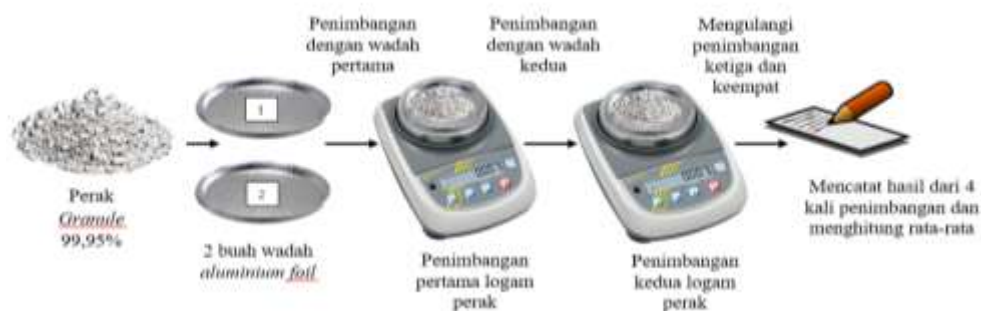 Perak
Granule
99,95%
1
2
2 buah wadah
aluminium foil
Penimbangan
dengan wadah
pertama
Penimbangan
pertama logam
perak
Penimbangan
dengan wadah
kedua
Penimbangan
kedua logam
perak
Mengulangi
penimbangan
ketiga dan
keempat
Mencatat hasil dari 4
kali penimbangan dan
menghitung rata-rata